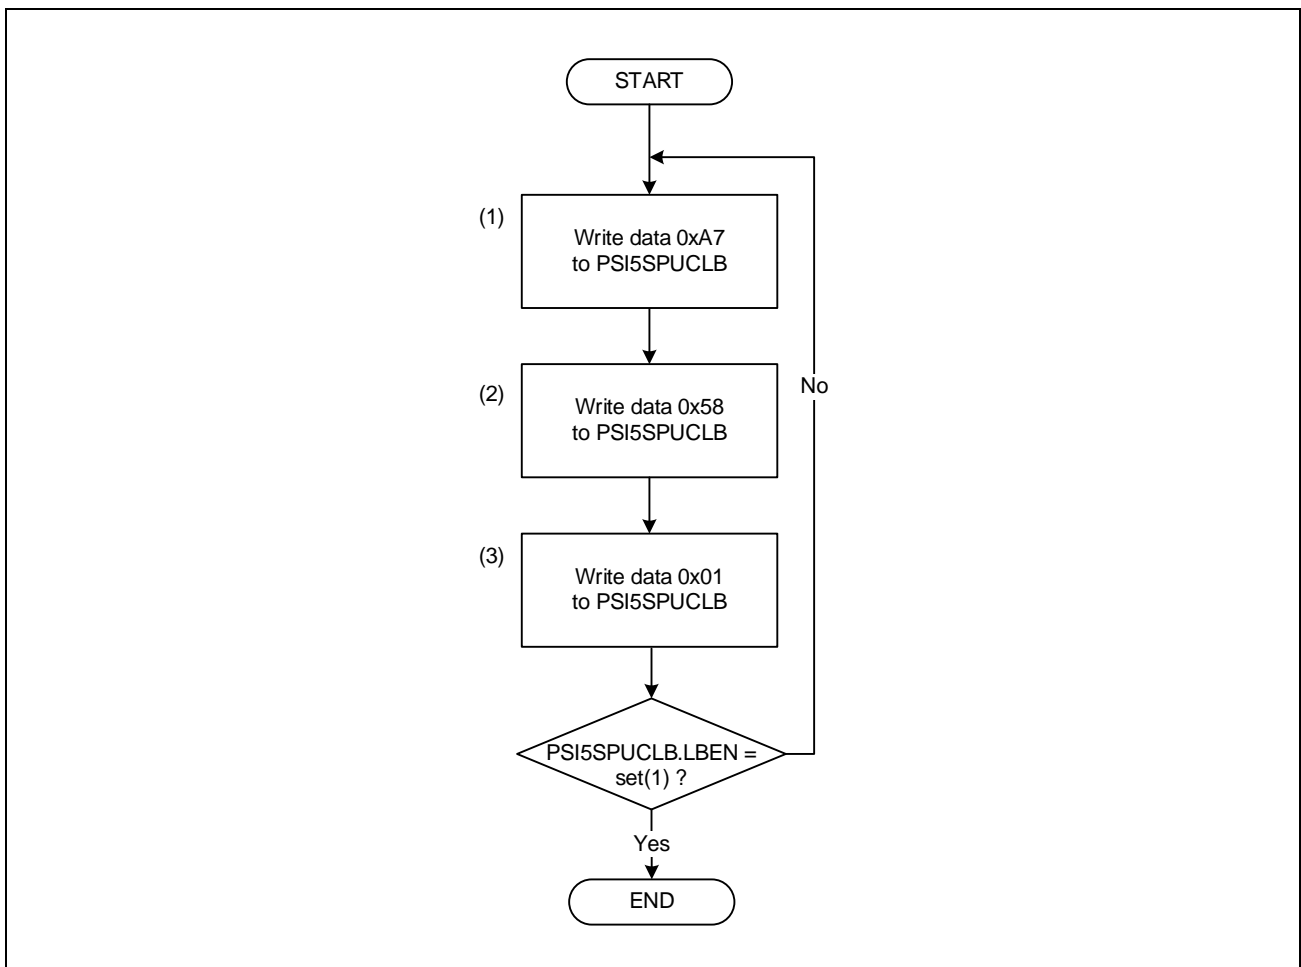 START
(1)
Write data 0xA7
to PSI5SPUCLB
(2)
Write data 0x58
to PSI5SPUCLB
No
(3)
Write data 0x01
to PSI5SPUCLB
PSI5SPUCLB.LBEN =
set(1) ?
Yes
END